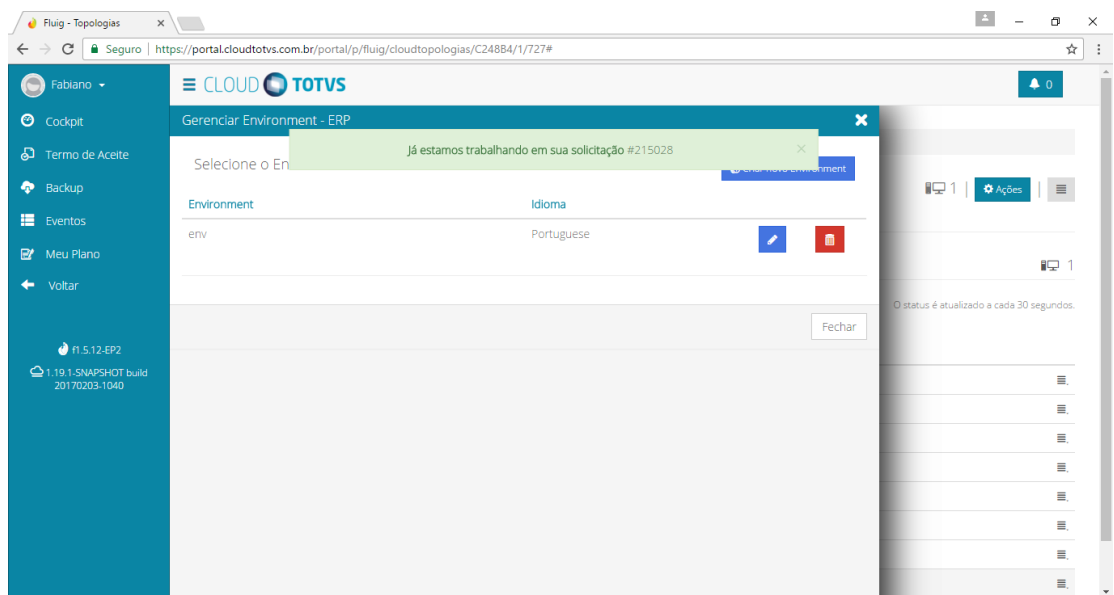 Fluig - Topologias
Seguro | https://portal.cloudtotvs.com.br/portal/p/fluig/cloudtopologias/C248B4/1/727#
Fabiano
CLOUD TOTVS
0
Cockpit
Termo de Aceite
Backup
Eventos
Meu Plano
Voltar
f1.5.12-EP2
1.19.1-SNAPSHOT build
20170203-1040
Gerenciar Environment - ERP
Já estamos trabalhando em sua solicitação #215028
Selecione o En
Environment
Idioma
env
Portuguese
Fechar
1
Ações
1
O status é atualizado a cada 30 segundos.